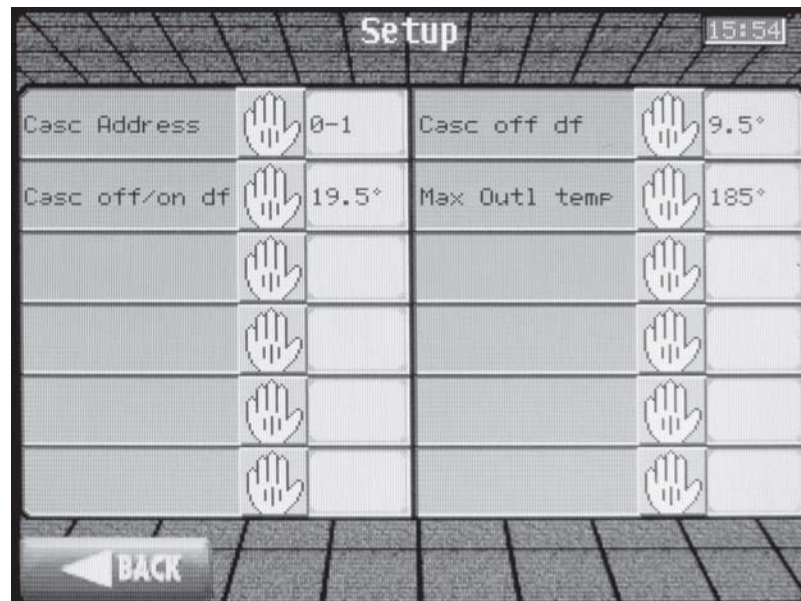 Setup
15:54
Casc Address 0-1 Casc off df 9.5°
Casc off/on df 19.5° Max Outl temp 185°
BACK